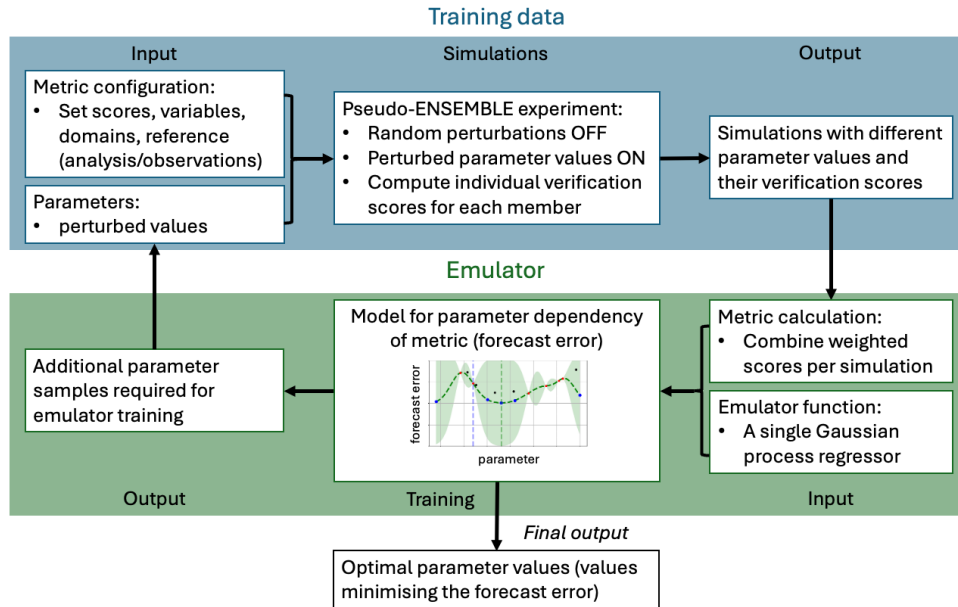 Training data
Input
Simulations
Output
Metric configuration:
• Set scores, variables,
domains, reference
(analysis/observations)
Parameters:
• perturbed values
Pseudo-ENSEMBLE experiment:
• Random perturbations OFF
• Perturbed parameter values ON
• Compute individual verification
scores for each member
Simulations with different
parameter values and
their verification scores
Emulator
Additional parameter
samples required for
emulator training
Model for parameter dependency
of metric (forecast error)
forecast error
parameter
Metric calculation:
• Combine weighted
scores per simulation
Emulator function:
• A single Gaussian
process regressor
Output
Training
Input
Final output
Optimal parameter values (values
minimising the forecast error)